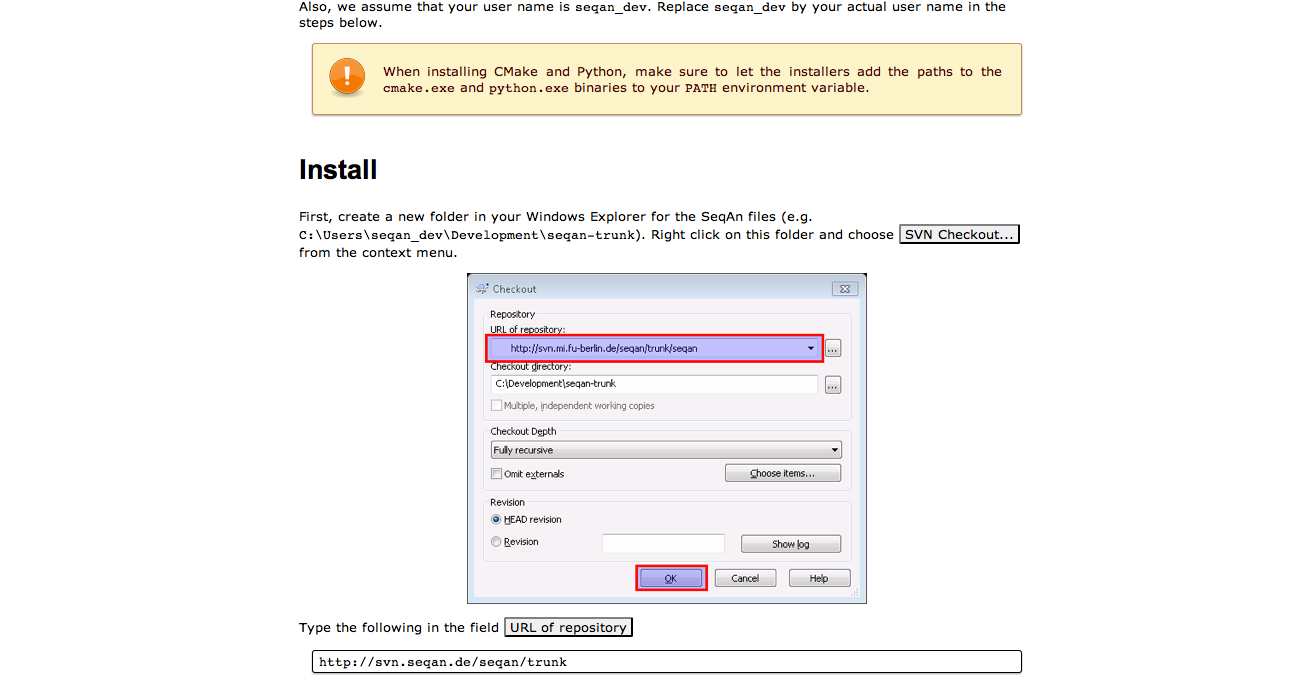 Also, we assume that your user name is seqan_dev. Replace seqan_dev by your actual user name in the
steps below.
When installing CMake and Python, make sure to let the installers add the paths to the
cmake.exe and python.exe binaries to your PATH environment variable.
Install
First, create a new folder in your Windows Explorer for the SeqAn files (e.g.
C:\Users\seqan_dev\Development\seqan-trunk). Right click on this folder and choose SVN Checkout...
from the context menu.
Checkout
Repository
URL of repository:
http://svn.mi.fu-berlin.de/seqan/trunk/seqan
...
Checkout directory:
C:\Development\seqan-trunk
...
Multiple, independent working copies
Checkout Depth
Fully recursive
Omit externals
Choose items...
Revision
HEAD revision
Revision
Show log
OK
Cancel
Help
Type the following in the field URL of repository
http://svn.seqan.de/seqan/trunk